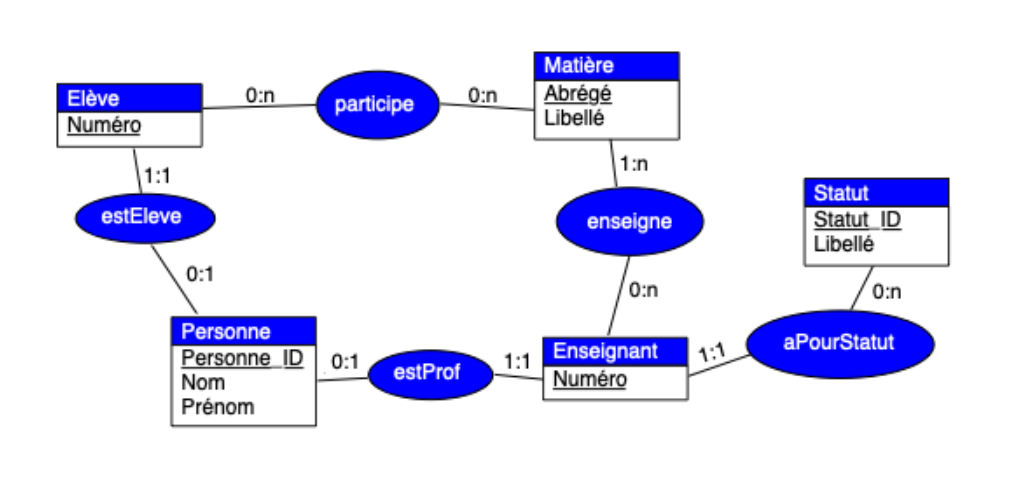 Matière
Elève
0:n
participe
0:n
Abrégé
Numéro
Libellé
1:n
1:1
Statut
estEleve
enseigne
Statut_ID
Libellé
0:1
0:n
0:n
Personne
Enseignant
aPourStatut
Personne_ID
0:1
estProf
1:1
1:1
Nom
Numéro
Prénom